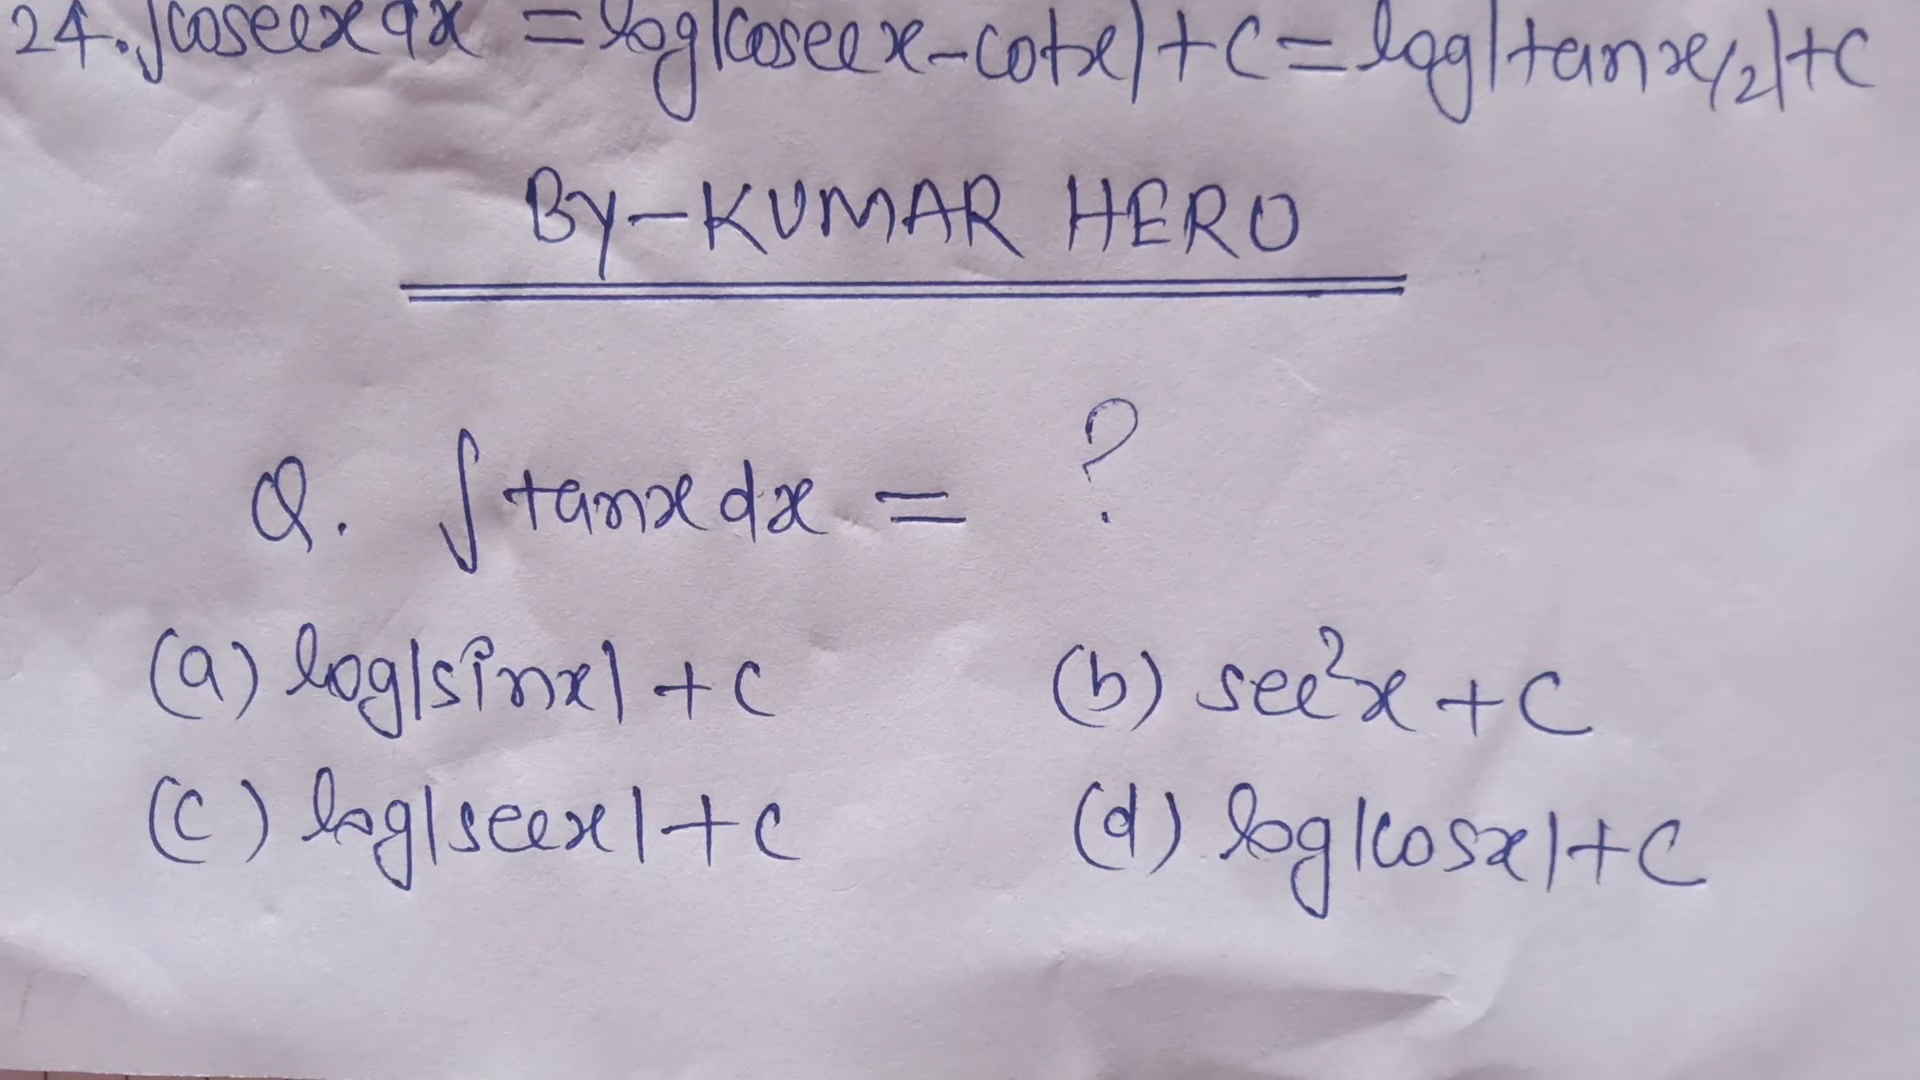 24. ∫cosecx dx = log|cosecx-cotx|+c = log|tanx/2|+c
By-KUMAR HERO
Q. ∫tanx dx = ?
(a) log|sinx| + c (b) sec²x + c
(c) log|secx| + c (d) log|cosx| + c